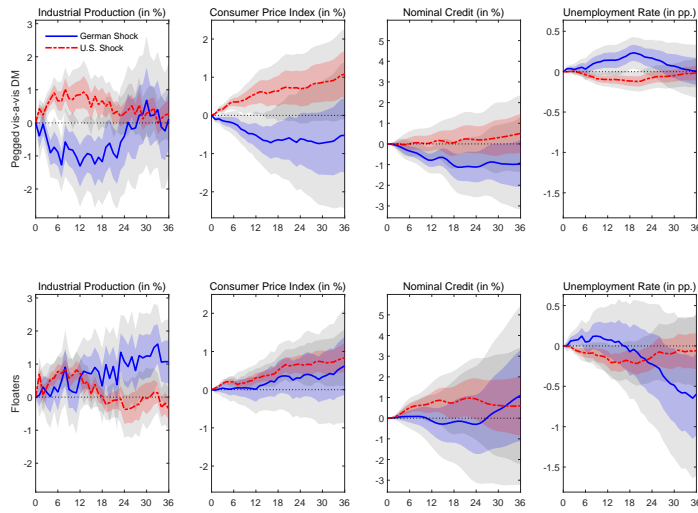 Industrial Production (in %)
Consumer Price Index (in %)
Nominal Credit (in %)
Unemployment Rate (in pp.)
Pegged vis-a-vis DM
German Shock
U.S. Shock
3
2
1
0
-1
-2
0 6 12 18 24 30 36
2
1
0
-1
-2
0 6 12 18 24 30 36
5
4
3
2
1
0
-1
-2
-3
0 6 12 18 24 30 36
0.5
0
-0.5
-1
-1.5
0 6 12 18 24 30 36
Industrial Production (in %)
Consumer Price Index (in %)
Nominal Credit (in %)
Unemployment Rate (in pp.)
Floaters
3
2
1
0
-1
-2
0 6 12 18 24 30 36
2
1
0
-1
-2
0 6 12 18 24 30 36
5
4
3
2
1
0
-1
-2
-3
0 6 12 18 24 30 36
0.5
0
-0.5
-1
-1.5
0 6 12 18 24 30 36